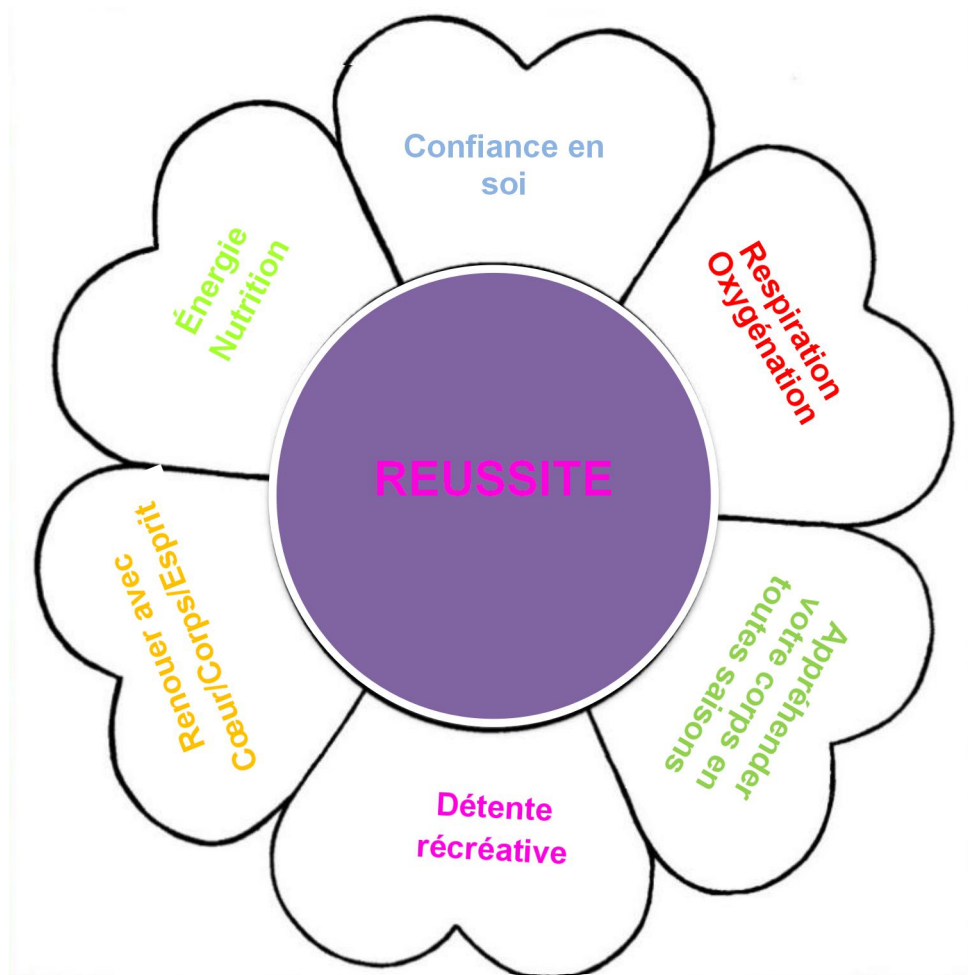 Confiance en
soi
Respiration
Oxygénation
Appréhender
votre corps en
toutes saisons
Détente
récréative
Renouer avec
Cœur/Corps/Esprit
Énergie
Nutrition
REUSSITE